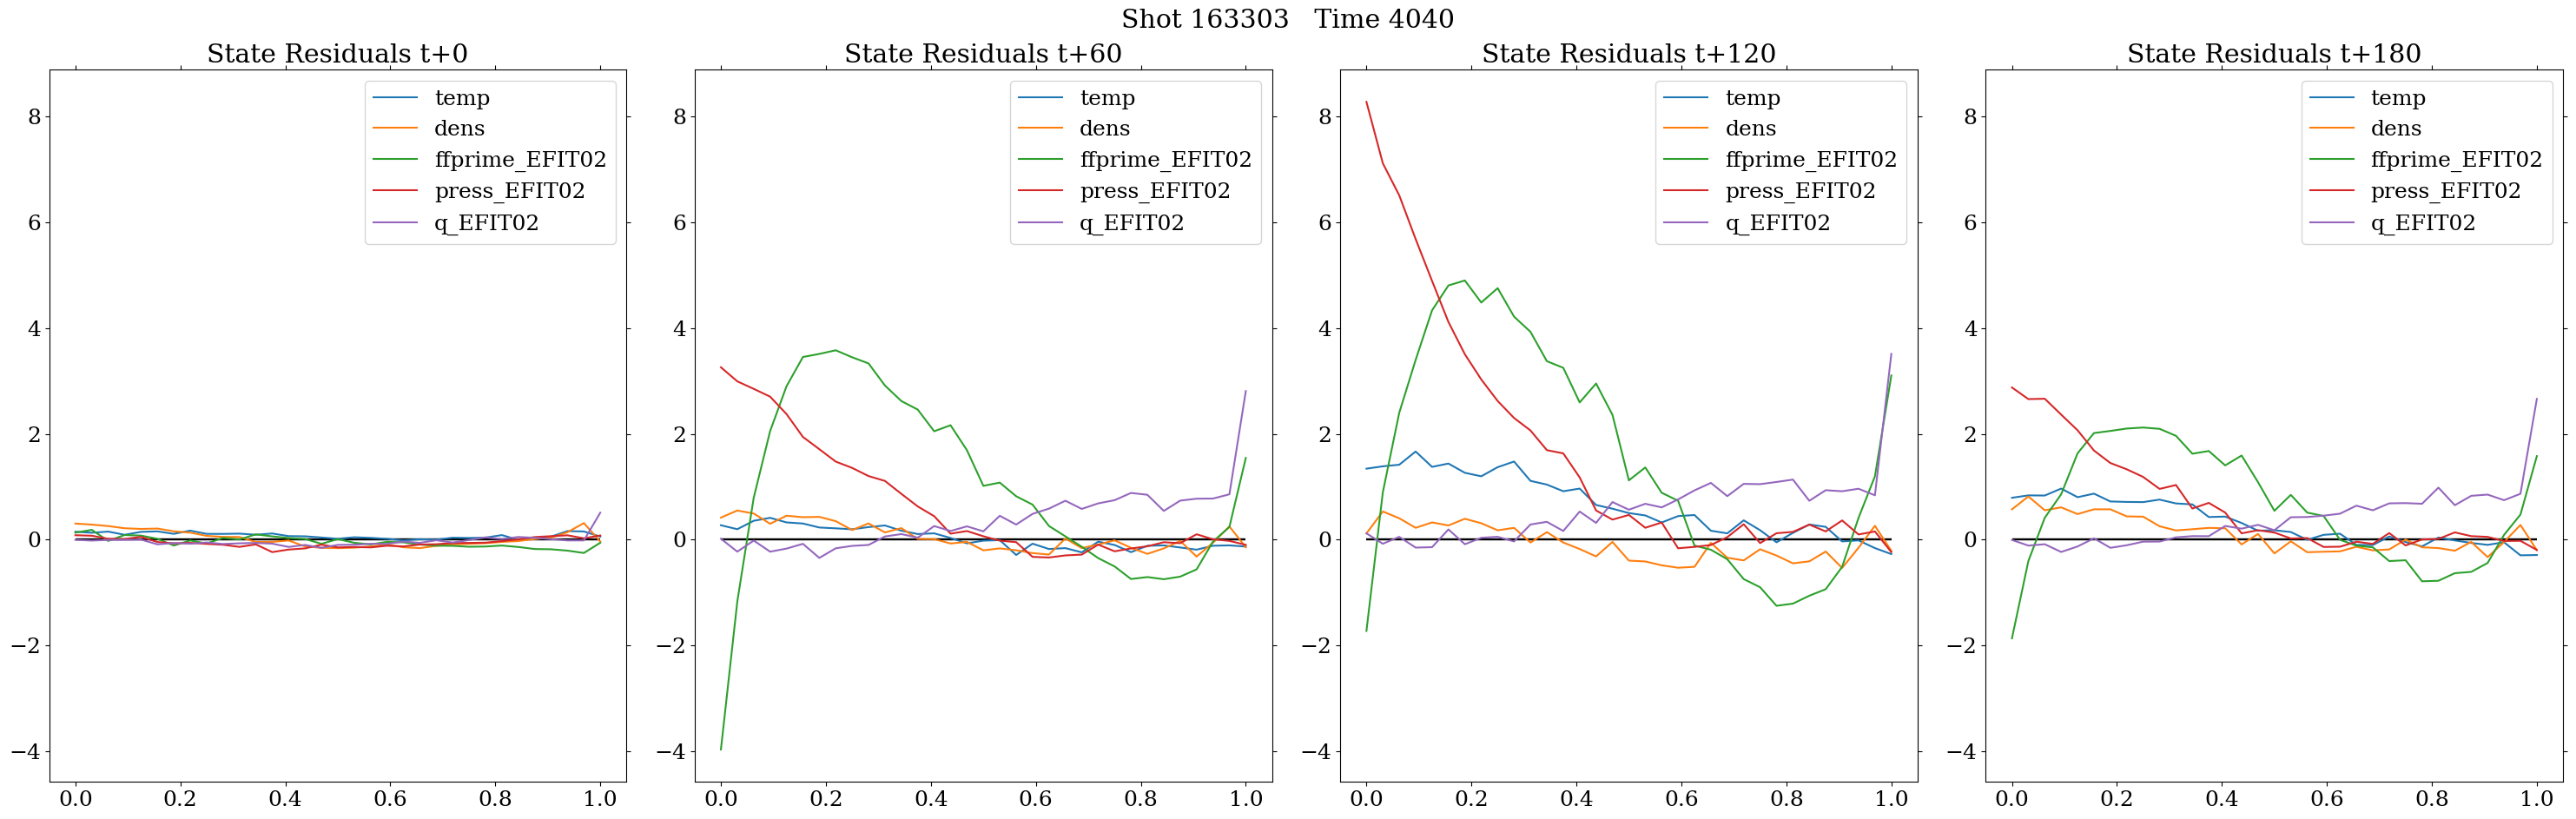 Shot 163303   Time 4040
State Residuals t+0
8
6
4
2
0
−2
−4
0.0 0.2 0.4 0.6 0.8 1.0
temp
dens
ffprime_EFIT02
press_EFIT02
q_EFIT02
State Residuals t+60
8
6
4
2
0
−2
−4
0.0 0.2 0.4 0.6 0.8 1.0
temp
dens
ffprime_EFIT02
press_EFIT02
q_EFIT02
State Residuals t+120
8
6
4
2
0
−2
−4
0.0 0.2 0.4 0.6 0.8 1.0
temp
dens
ffprime_EFIT02
press_EFIT02
q_EFIT02
State Residuals t+180
8
6
4
2
0
−2
−4
0.0 0.2 0.4 0.6 0.8 1.0
temp
dens
ffprime_EFIT02
press_EFIT02
q_EFIT02